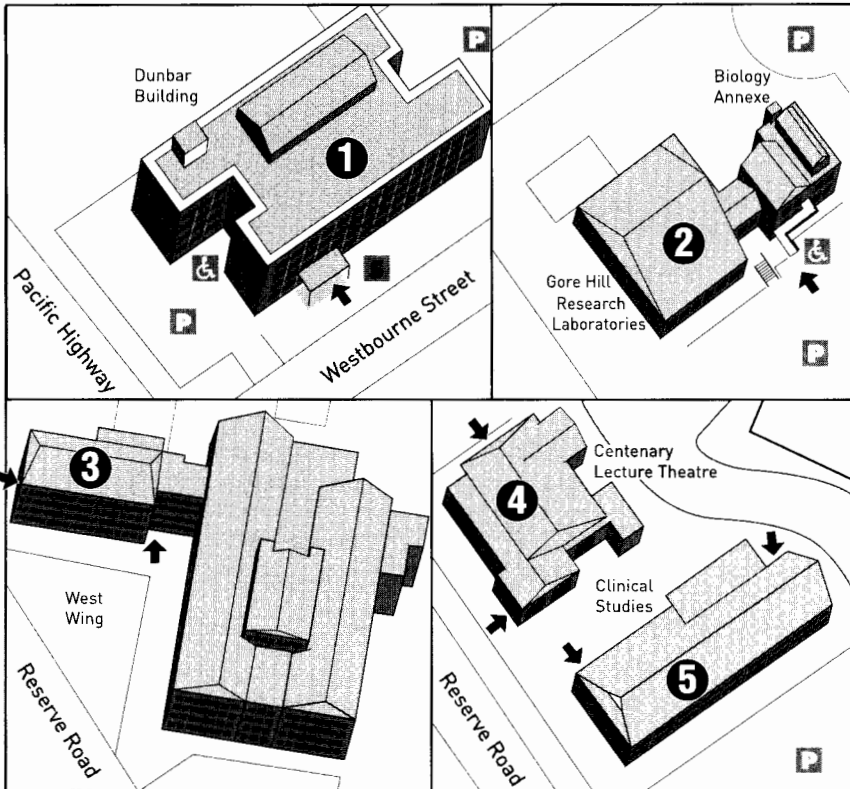 P
Dunbar
Building
1
P
Pacific Highway
Westbourne Street
P
Biology
Annexe
2
Gore Hill
Research
Laboratories
P
3
West
Wing
Reserve Road
4
Centenary
Lecture Theatre
Clinical
Studies
5
Reserve Road
P